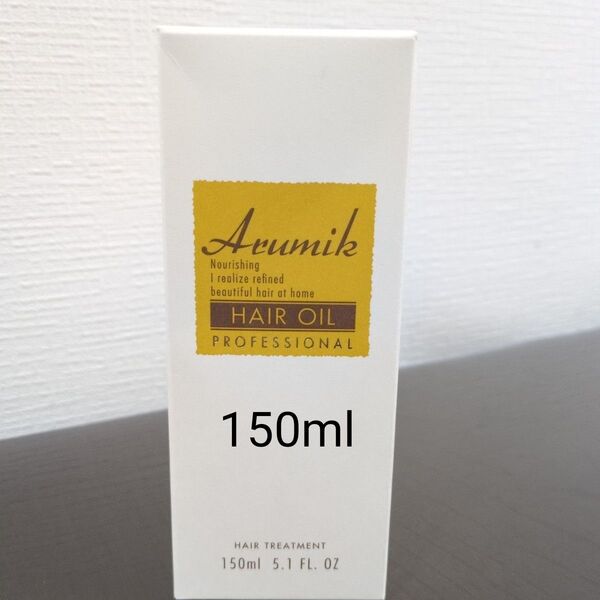 Arumik
Nourishing
I realize refined
beautiful hair at home
HAIR OIL
PROFESSIONAL
150ml
HAIR TREATMENT
150ml 5.1 FL. OZ